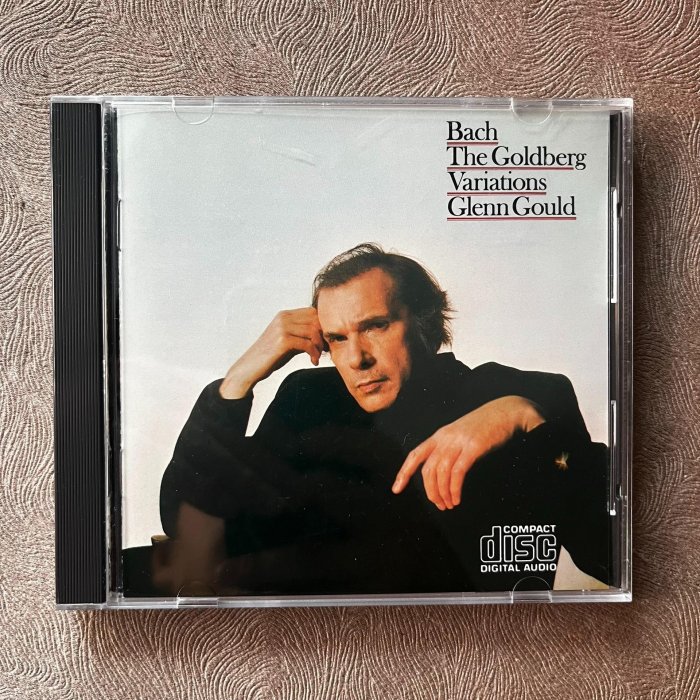 Bach
The Goldberg
Variations
Glenn Gould
COMPACT
disc
DIGITAL AUDIO